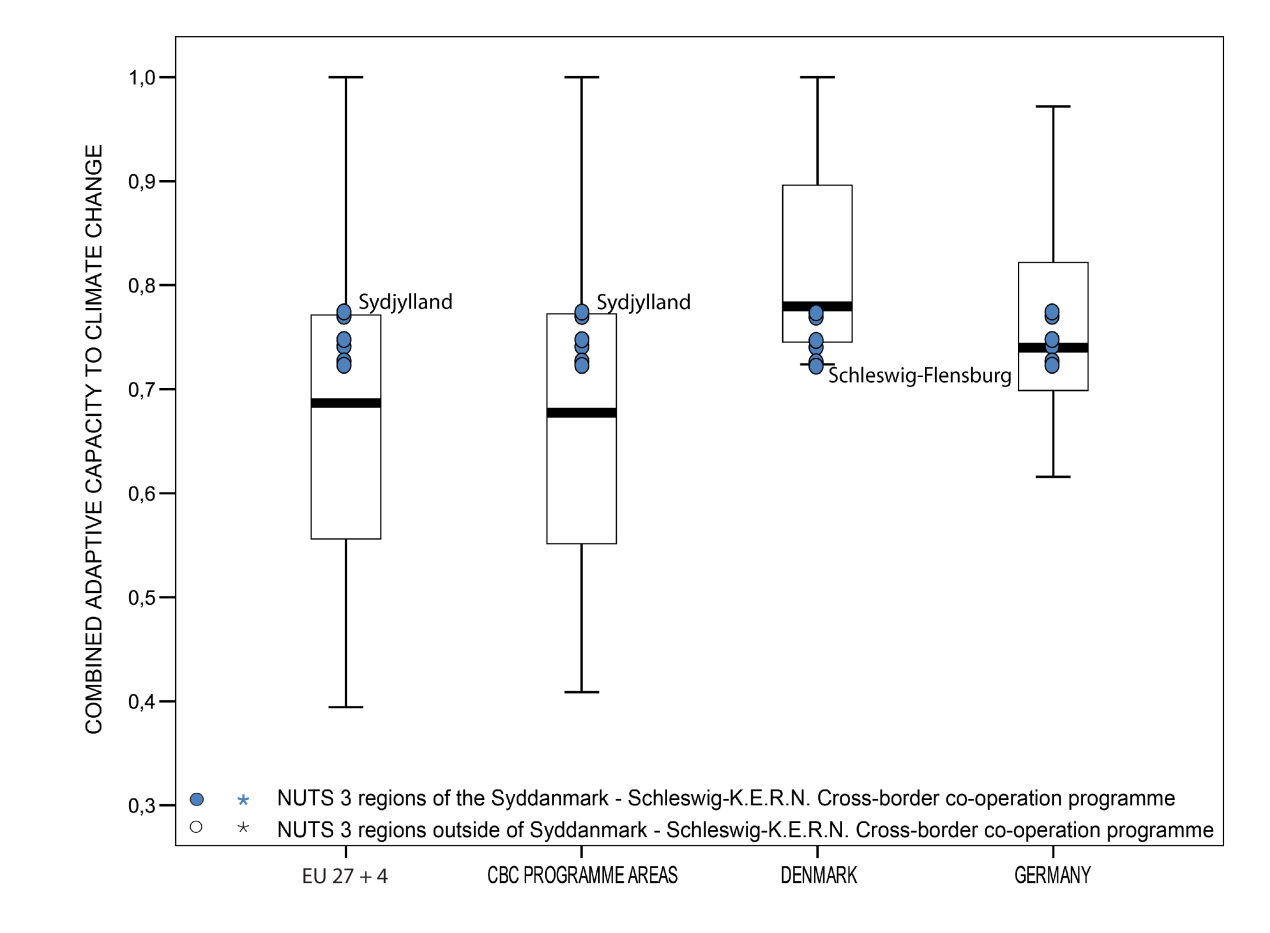 COMBINED ADAPTIVE CAPACITY TO CLIMATE CHANGE
1,0
0,9
0,8
0,7
0,6
0,5
0,4
0,3
Sydjylland
Sydjylland
Schleswig-Flensburg
* NUTS 3 regions of the Syddanmark - Schleswig-K.E.R.N. Cross-border co-operation programme
* NUTS 3 regions outside of Syddanmark - Schleswig-K.E.R.N. Cross-border co-operation programme
EU 27 + 4
CBC PROGRAMME AREAS
DENMARK
GERMANY